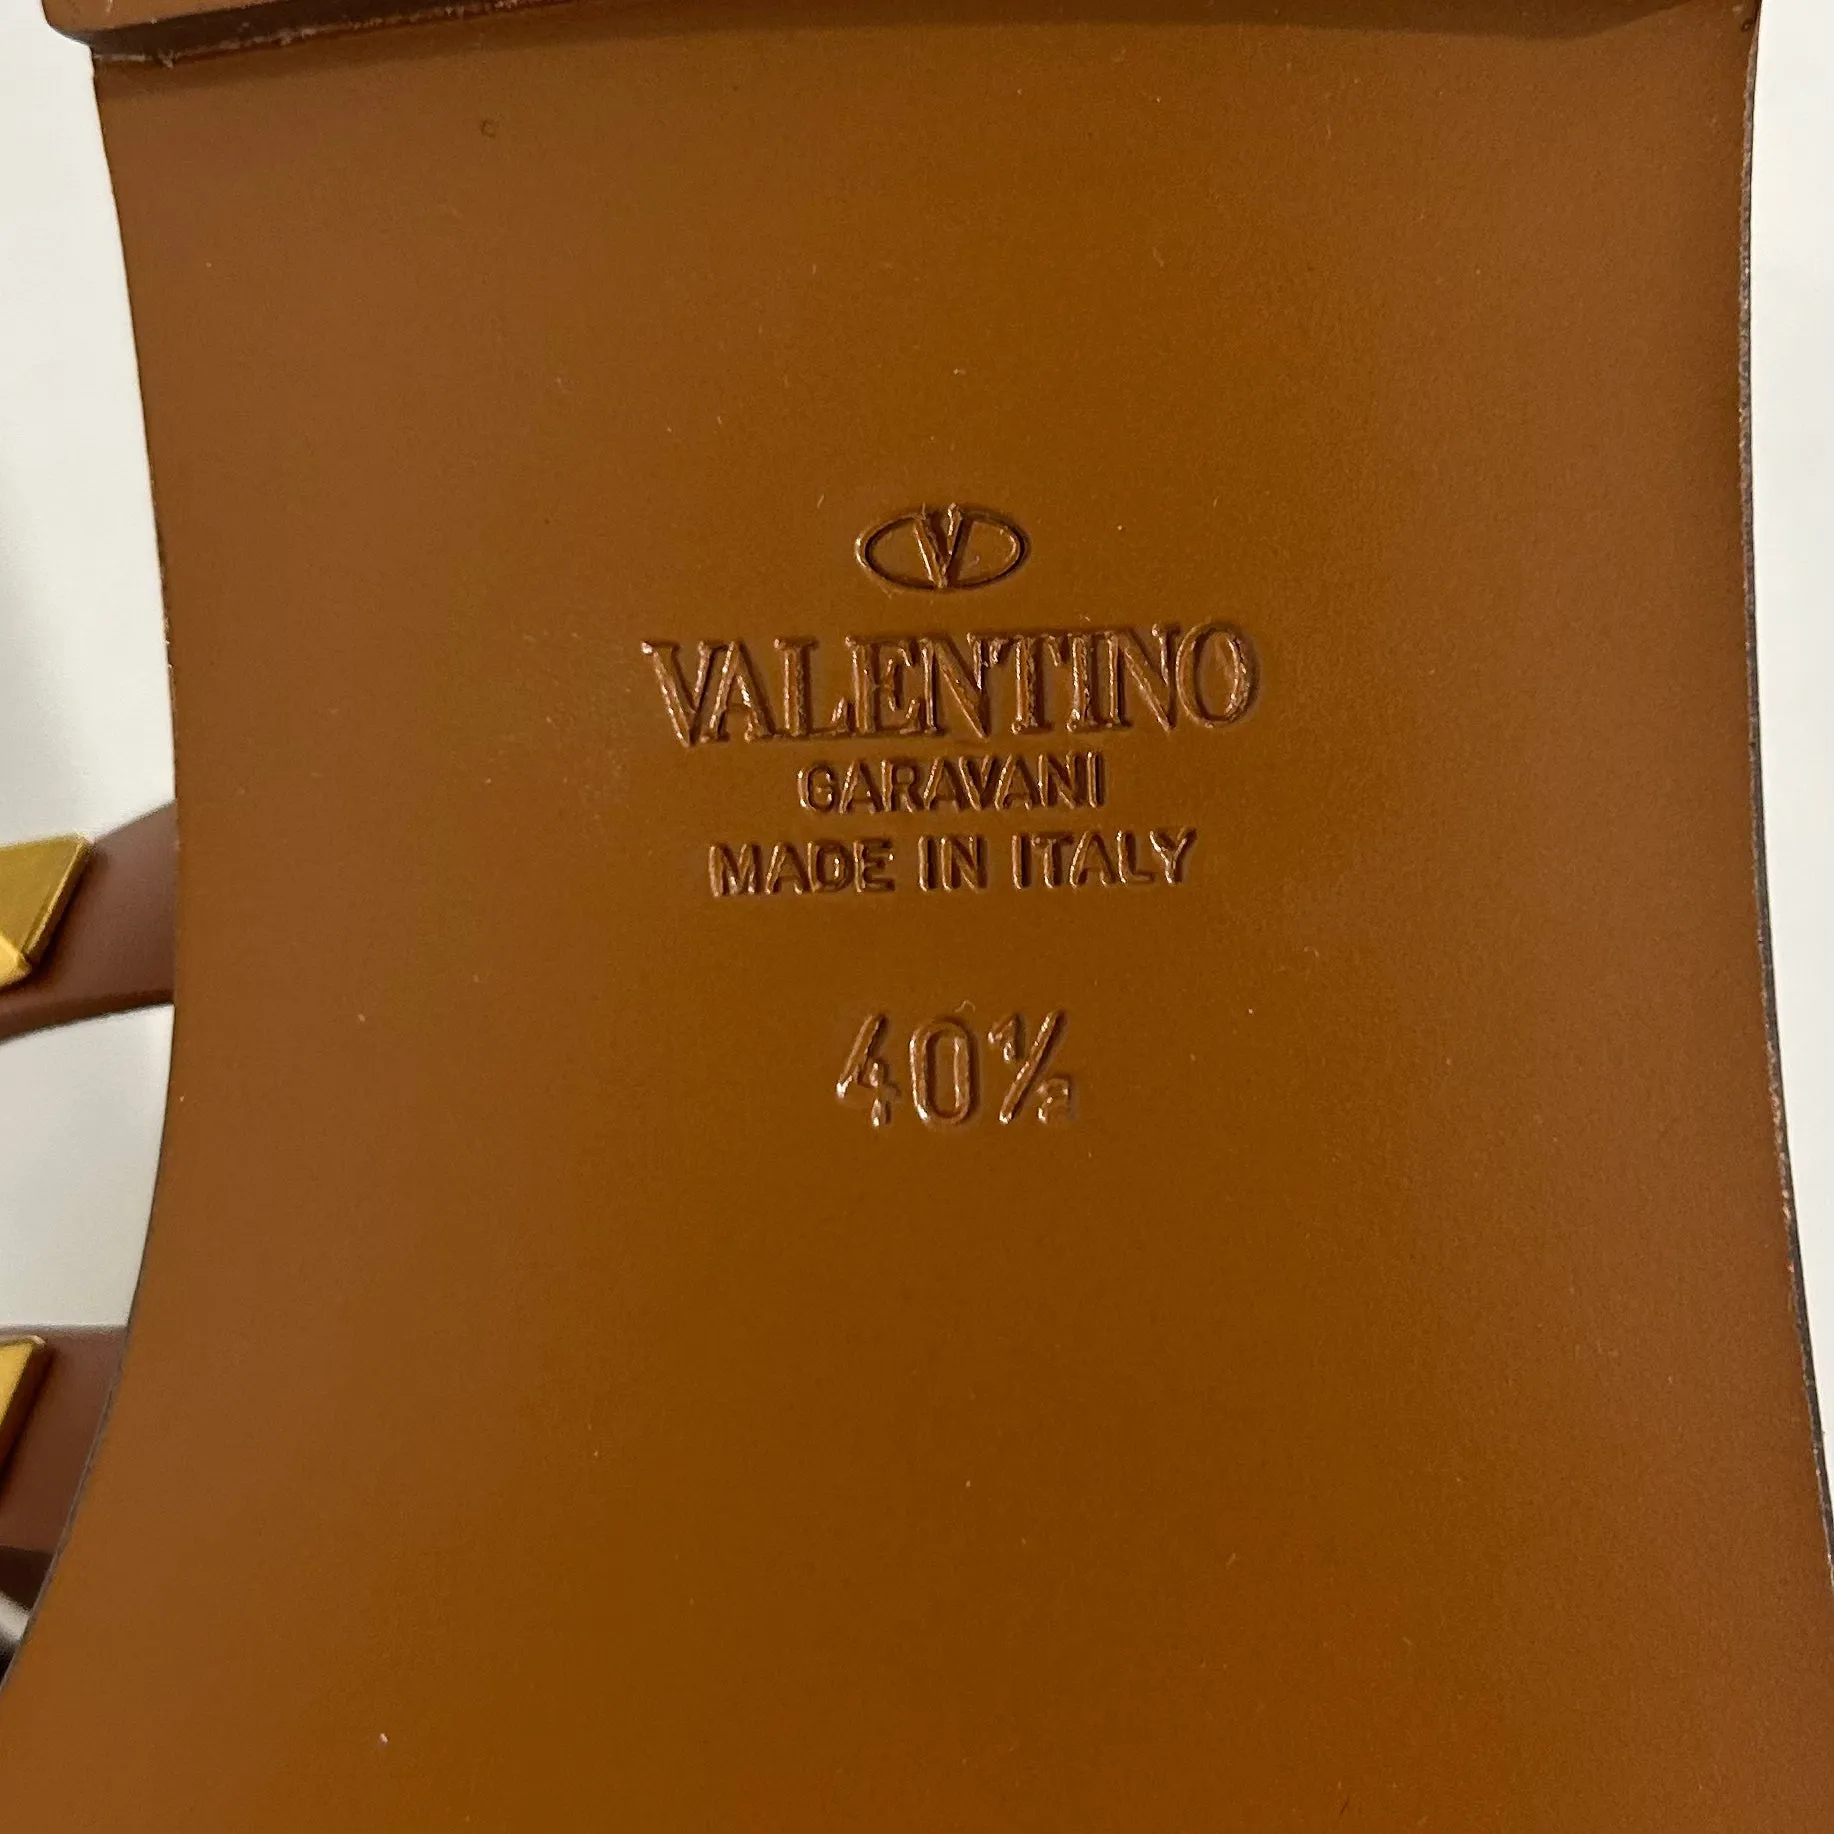 V
VALENTINO
GARAVANI
MADE IN ITALY
40½